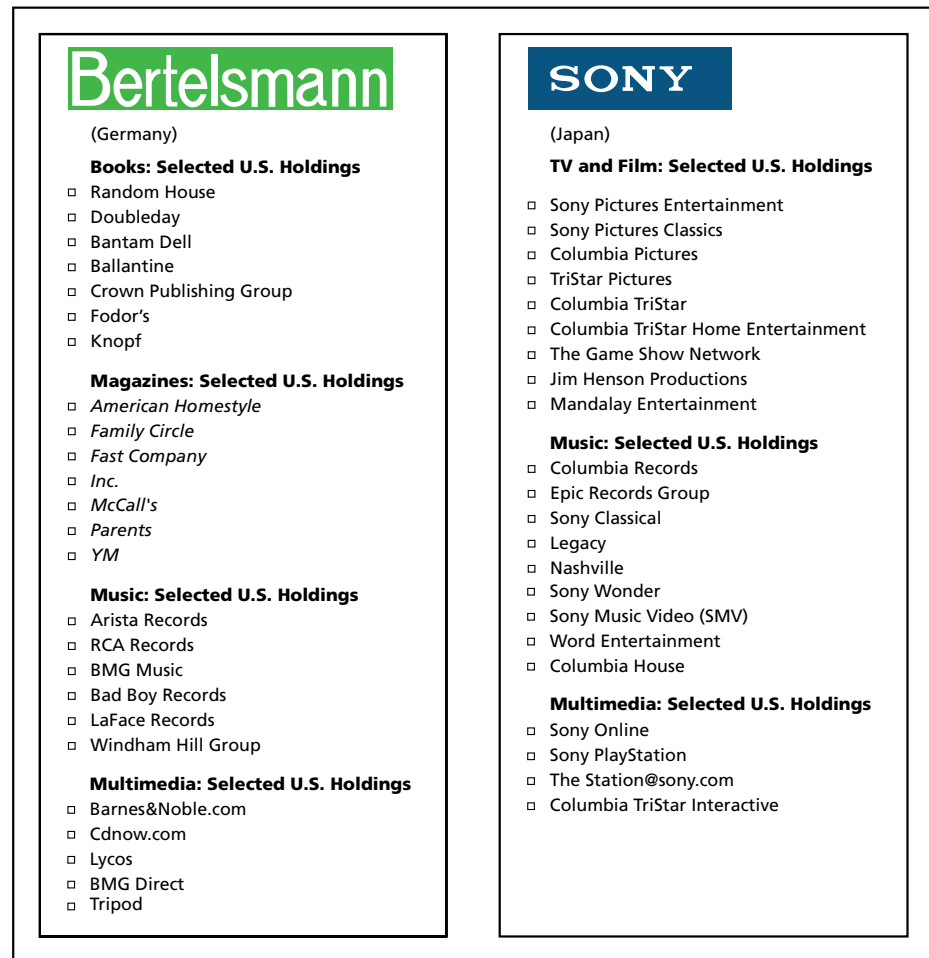 Bertelsmann
(Germany)
Books: Selected U.S. Holdings
Random House
Doubleday
Bantam Dell
Ballantine
Crown Publishing Group
Fodor’s
Knopf
Magazines: Selected U.S. Holdings
American Homestyle
Family Circle
Fast Company
Inc.
McCall's
Parents
YM
Music: Selected U.S. Holdings
Arista Records
RCA Records
BMG Music
Bad Boy Records
LaFace Records
Windham Hill Group
Multimedia: Selected U.S. Holdings
Barnes&Noble.com
Cdnow.com
Lycos
BMG Direct
Tripod
SONY
(Japan)
TV and Film: Selected U.S. Holdings
Sony Pictures Entertainment
Sony Pictures Classics
Columbia Pictures
TriStar Pictures
Columbia TriStar
Columbia TriStar Home Entertainment
The Game Show Network
Jim Henson Productions
Mandalay Entertainment
Music: Selected U.S. Holdings
Columbia Records
Epic Records Group
Sony Classical
Legacy
Nashville
Sony Wonder
Sony Music Video (SMV)
Word Entertainment
Columbia House
Multimedia: Selected U.S. Holdings
Sony Online
Sony PlayStation
The Station@sony.com
Columbia TriStar Interactive